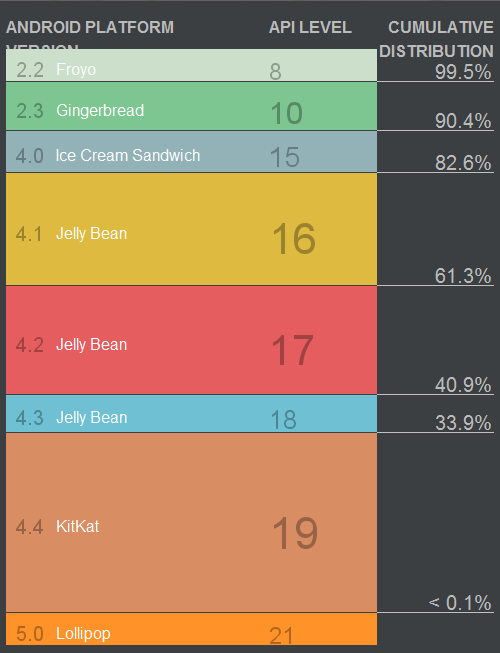 ANDROID PLATFORM VERSION API LEVEL CUMULATIVE DISTRIBUTION
2.2 Froyo 8 99.5%
2.3 Gingerbread 10 90.4%
4.0 Ice Cream Sandwich 15 82.6%
4.1 Jelly Bean 16 61.3%
4.2 Jelly Bean 17 40.9%
4.3 Jelly Bean 18 33.9%
4.4 KitKat 19 < 0.1%
5.0 Lollipop 21